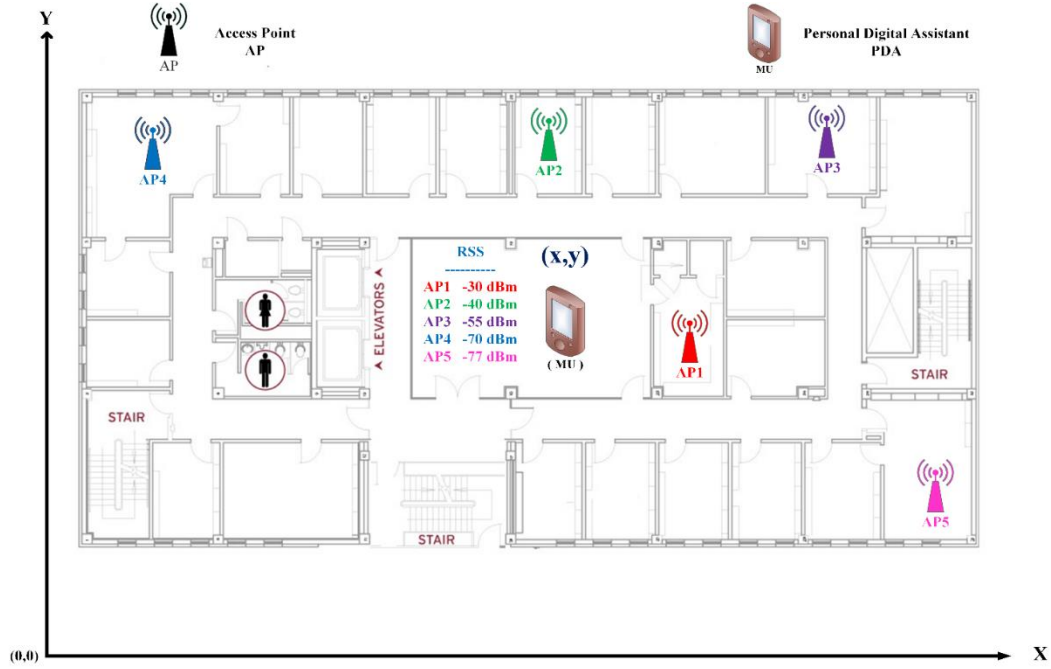 Y
Access Point
AP
AP
Personal Digital Assistant
PDA
MU
AP4
AP2
AP3
RSS
----------
AP1 -30 dBm
AP2 -40 dBm
AP3 -55 dBm
AP4 -70 dBm
AP5 -77 dBm
(x,y)
( MU )
ELEVATORS
AP1
STAIR
STAIR
AP5
STAIR
(0,0)
X